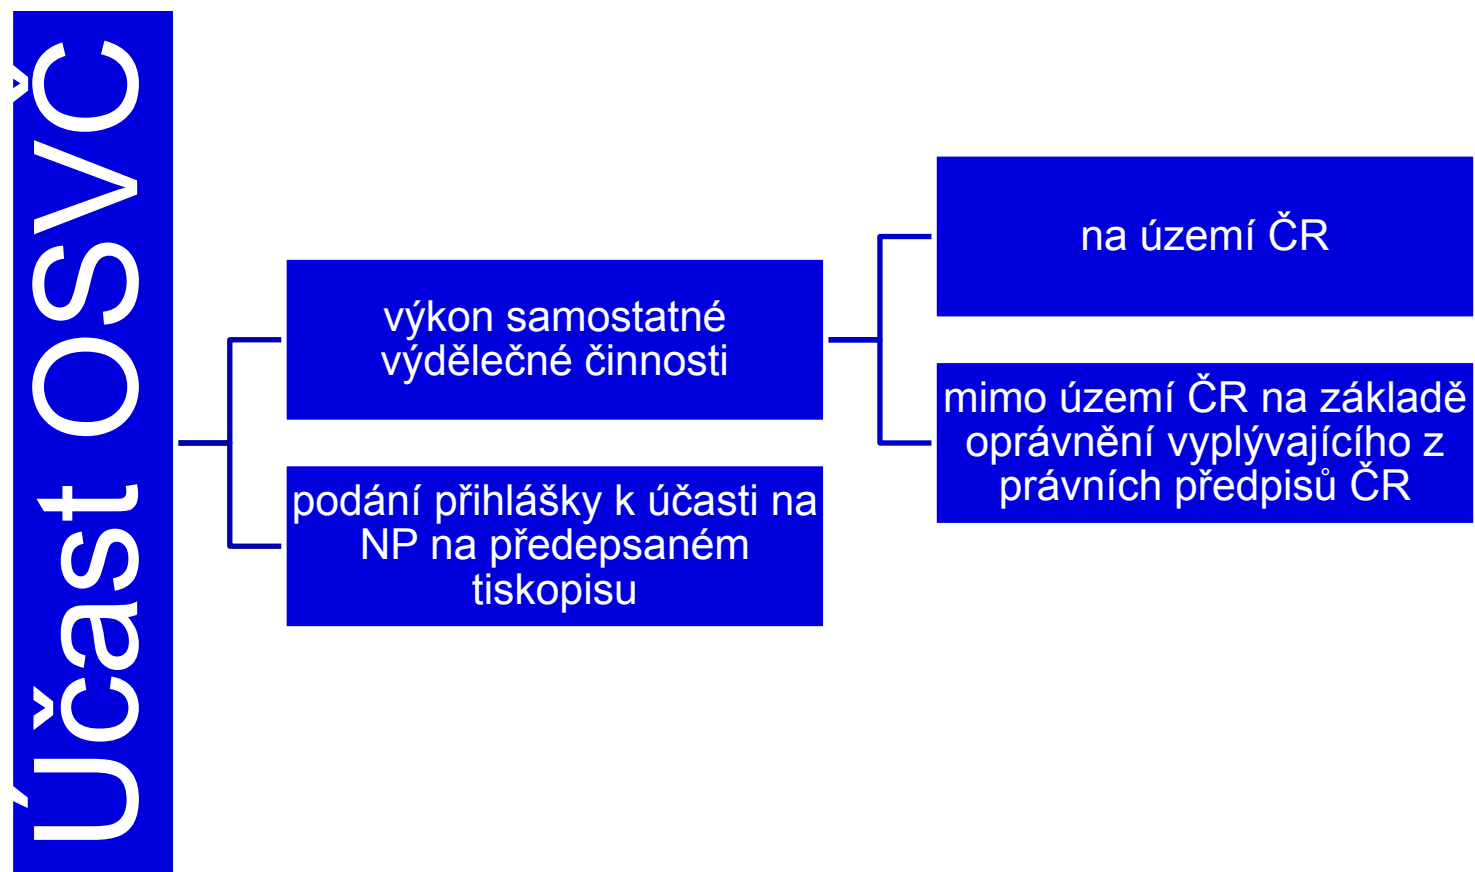 Účast OSVČ
výkon samostatné
výdělečné činnosti
podání přihlášky k účasti na
NP na předepsaném
tiskopisu
na území ČR
mimo území ČR na základě
oprávnění vyplývajícího z
právních předpisů ČR